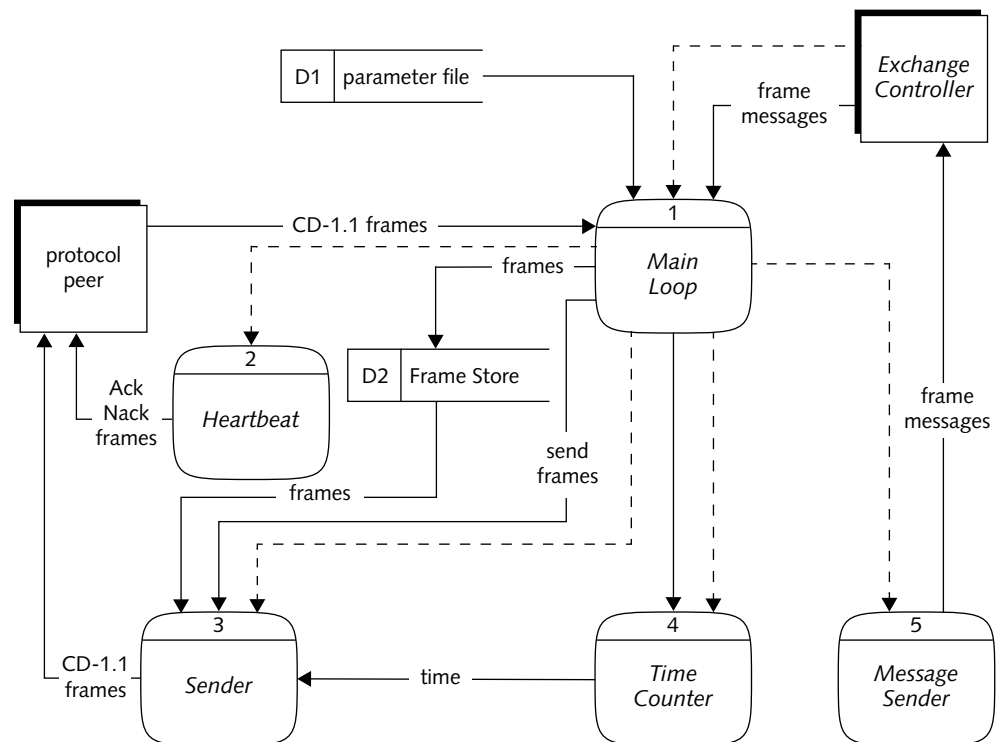 D1 parameter file
Exchange
Controller
frame
messages
1
Main
Loop
protocol
peer
CD-1.1 frames
frames
2
Heartbeat
D2 Frame Store
Ack
Nack
frames
send
frames
frame
messages
frames
3
Sender
4
Time
Counter
5
Message
Sender
CD-1.1
frames
time